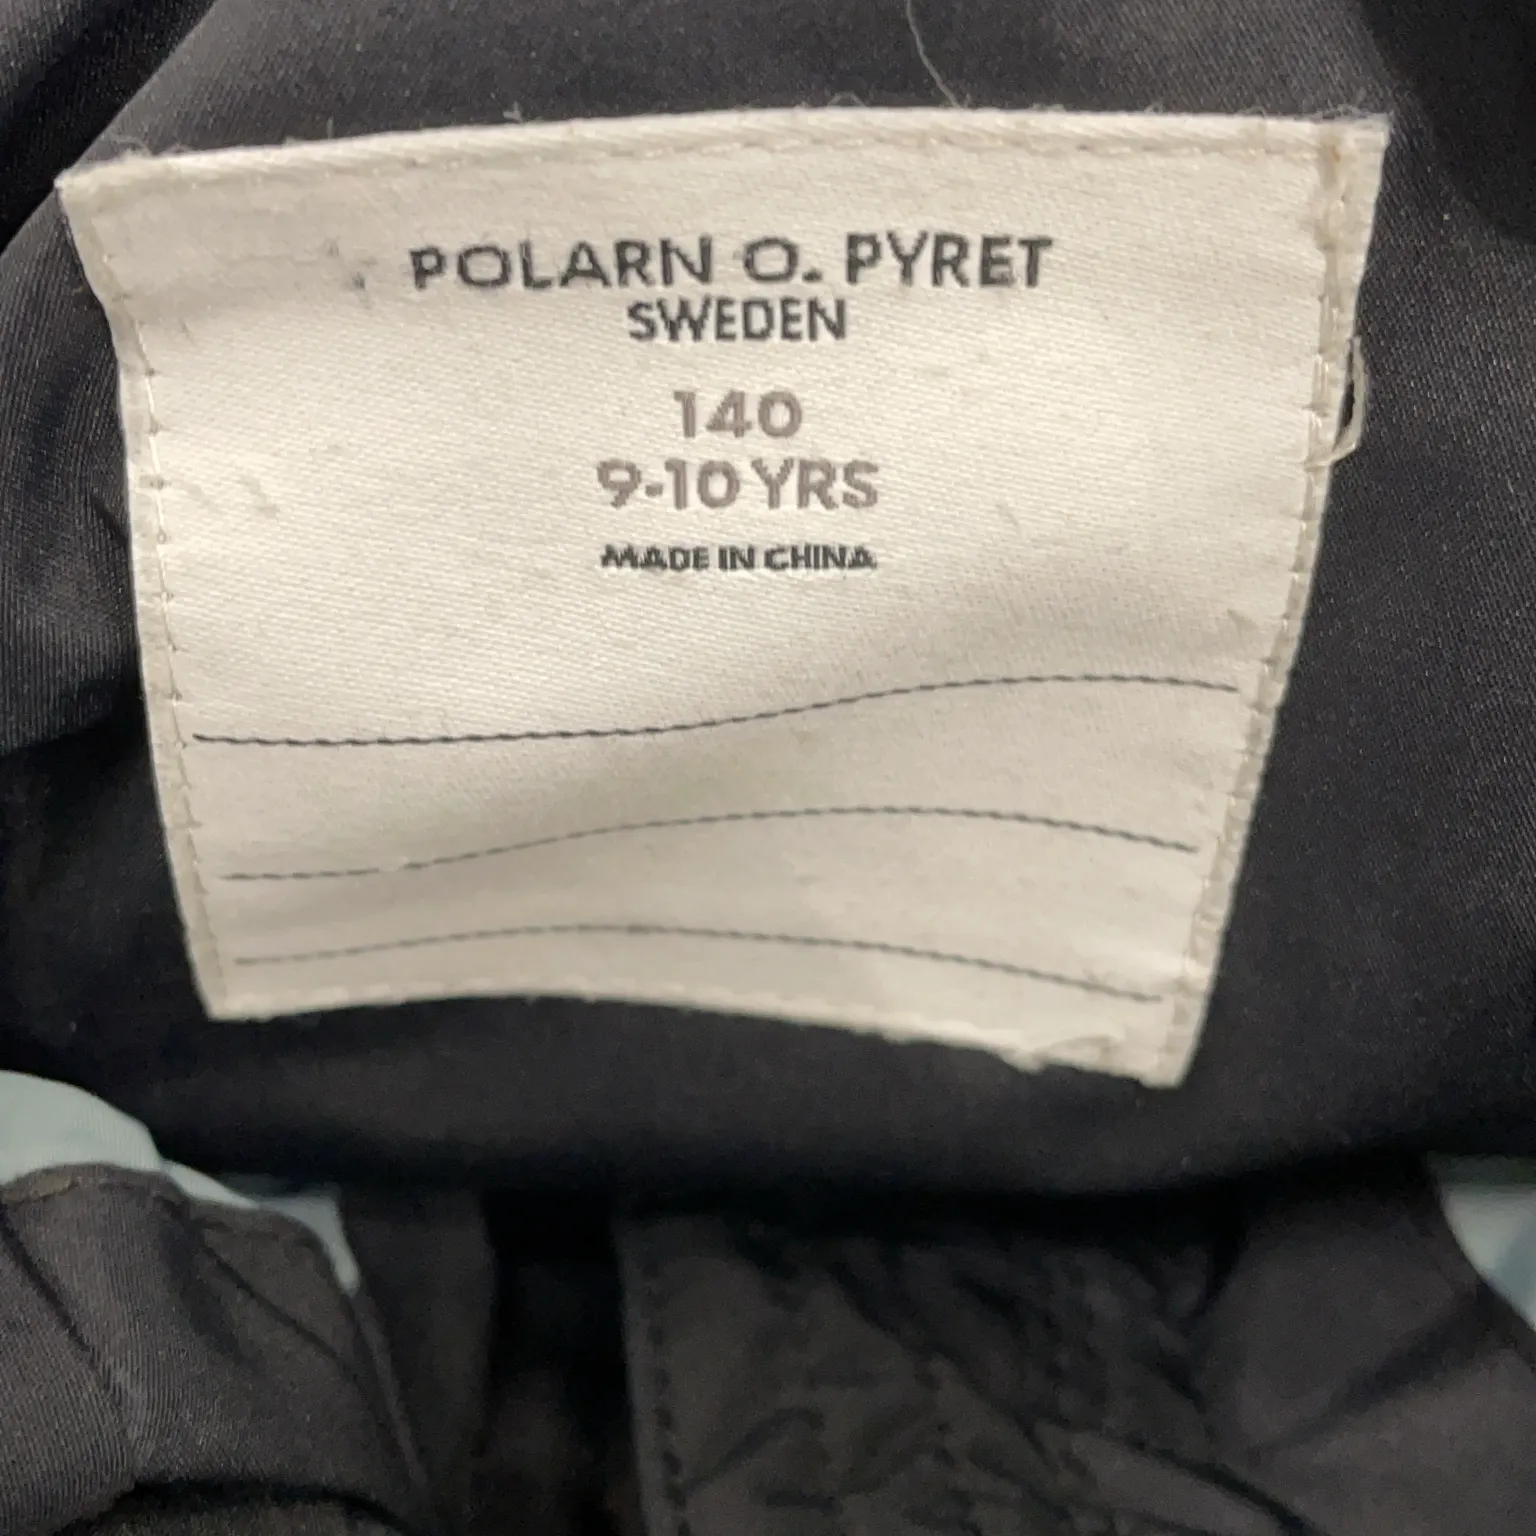 POLARN O. PYRET
SWEDEN
140
9-10 YRS
MADE IN CHINA